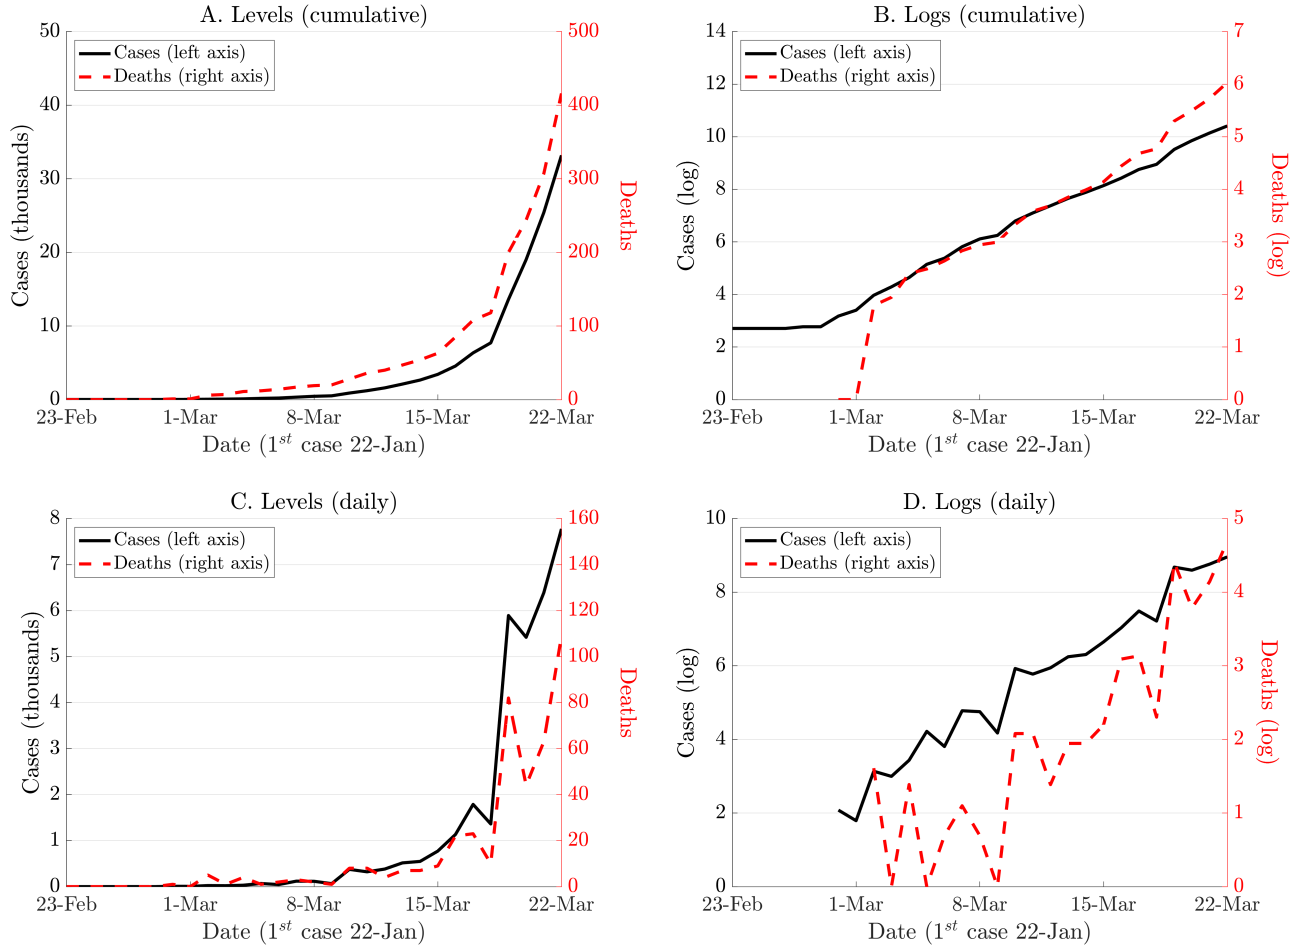 A. Levels (cumulative)
Cases (left axis)
Deaths (right axis)
Cases (thousands)
50
40
30
20
10
0
500
400
300
200
100
0
Deaths
23-Feb 1-Mar 8-Mar 15-Mar 22-Mar
Date (1st case 22-Jan)
B. Logs (cumulative)
Cases (left axis)
Deaths (right axis)
Cases (log)
14
12
10
8
6
4
2
0
7
6
5
4
3
2
1
0
Deaths (log)
23-Feb 1-Mar 8-Mar 15-Mar 22-Mar
Date (1st case 22-Jan)
C. Levels (daily)
Cases (left axis)
Deaths (right axis)
Cases (thousands)
8
7
6
5
4
3
2
1
0
160
140
120
100
80
60
40
20
0
Deaths
23-Feb 1-Mar 8-Mar 15-Mar 22-Mar
Date (1st case 22-Jan)
D. Logs (daily)
Cases (left axis)
Deaths (right axis)
Cases (log)
10
8
6
4
2
0
5
4
3
2
1
0
Deaths (log)
23-Feb 1-Mar 8-Mar 15-Mar 22-Mar
Date (1st case 22-Jan)